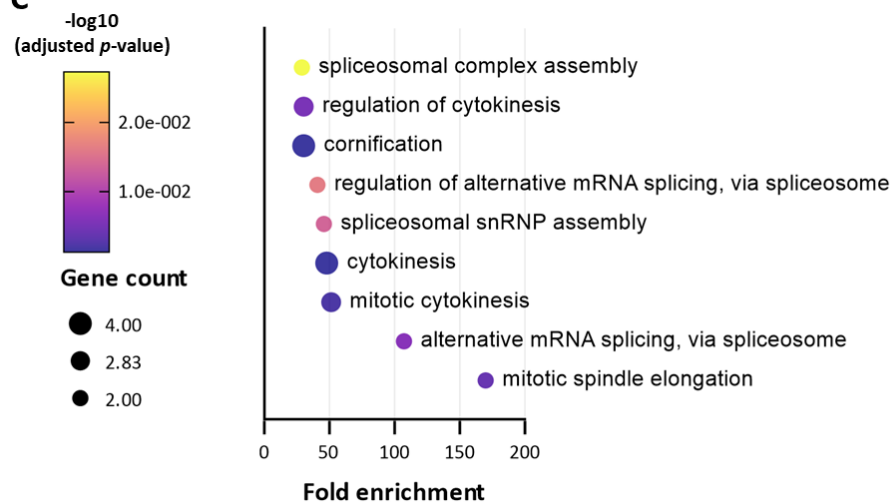 C
-log10
(adjusted p-value)
2.0e-002
1.0e-002
Gene count
4.00
2.83
2.00
spliceosomal complex assembly
regulation of cytokinesis
cornification
regulation of alternative mRNA splicing, via spliceosome
spliceosomal snRNP assembly
cytokinesis
mitotic cytokinesis
alternative mRNA splicing, via spliceosome
mitotic spindle elongation
0 50 100 150 200
Fold enrichment